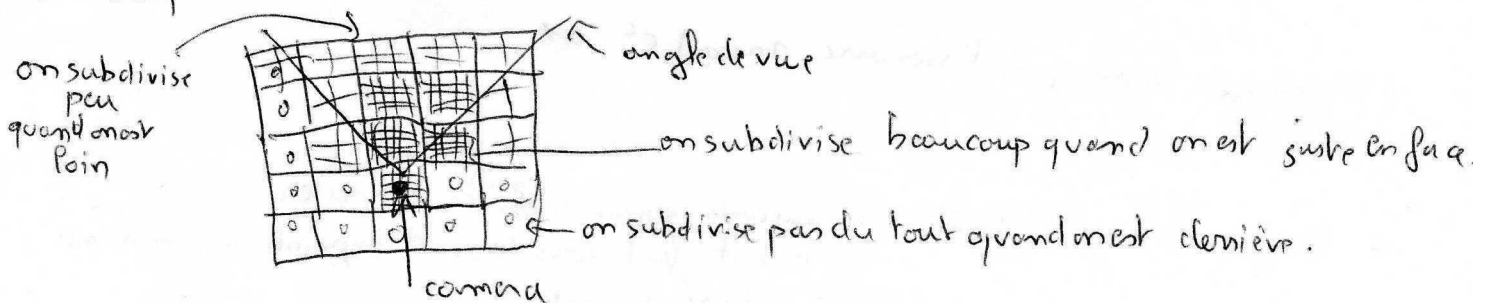 on subdivise
peu
quand on est
loin
angle de vue
on subdivise beaucoup quand on est juste en face.
on subdivise pas du tout quand on est derrière.
camera